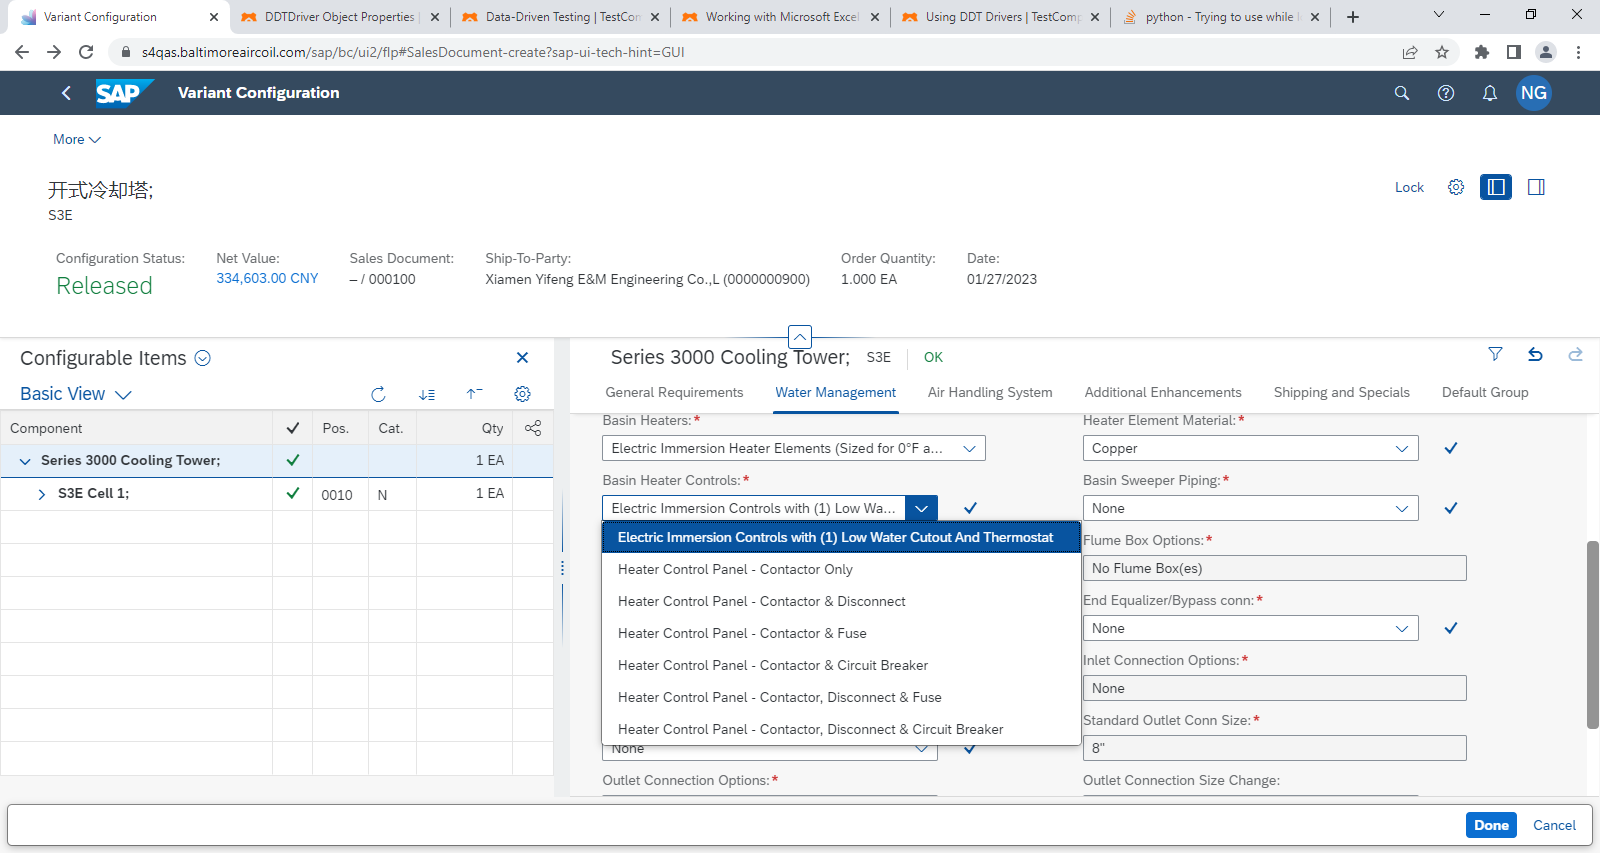 Variant Configuration
DDTDriver Object Properties
Data-Driven Testing | TestCom
Working with Microsoft Excel
Using DDT Drivers | TestComp
python - Trying to use while l
s4qas.baltimoreaircoil.com/sap/bc/ui2/flp#SalesDocument-create?sap-ui-tech-hint=GUI
SAP
Variant Configuration
NG
More
开式冷却塔;
S3E
Lock
Configuration Status:
Released
Net Value:
334,603.00 CNY
Sales Document:
– / 000100
Ship-To-Party:
Xiamen Yifeng E&M Engineering Co.,L (0000000900)
Order Quantity:
1.000 EA
Date:
01/27/2023
Configurable Items
Basic View
Component Pos. Cat. Qty
Series 3000 Cooling Tower; 1 EA
S3E Cell 1; 0010 N 1 EA
Series 3000 Cooling Tower; S3E OK
General Requirements
Water Management
Air Handling System
Additional Enhancements
Shipping and Specials
Default Group
Basin Heaters:*
Electric Immersion Heater Elements (Sized for 0°F a...
Basin Heater Controls:*
Electric Immersion Controls with (1) Low Wa...
Electric Immersion Controls with (1) Low Water Cutout And Thermostat
Heater Control Panel - Contactor Only
Heater Control Panel - Contactor & Disconnect
Heater Control Panel - Contactor & Fuse
Heater Control Panel - Contactor & Circuit Breaker
Heater Control Panel - Contactor, Disconnect & Fuse
Heater Control Panel - Contactor, Disconnect & Circuit Breaker
None
Outlet Connection Options:*
Heater Element Material:*
Copper
Basin Sweeper Piping:*
None
Flume Box Options:*
No Flume Box(es)
End Equalizer/Bypass conn:*
None
Inlet Connection Options:*
None
Standard Outlet Conn Size:*
8"
Outlet Connection Size Change:
Done
Cancel